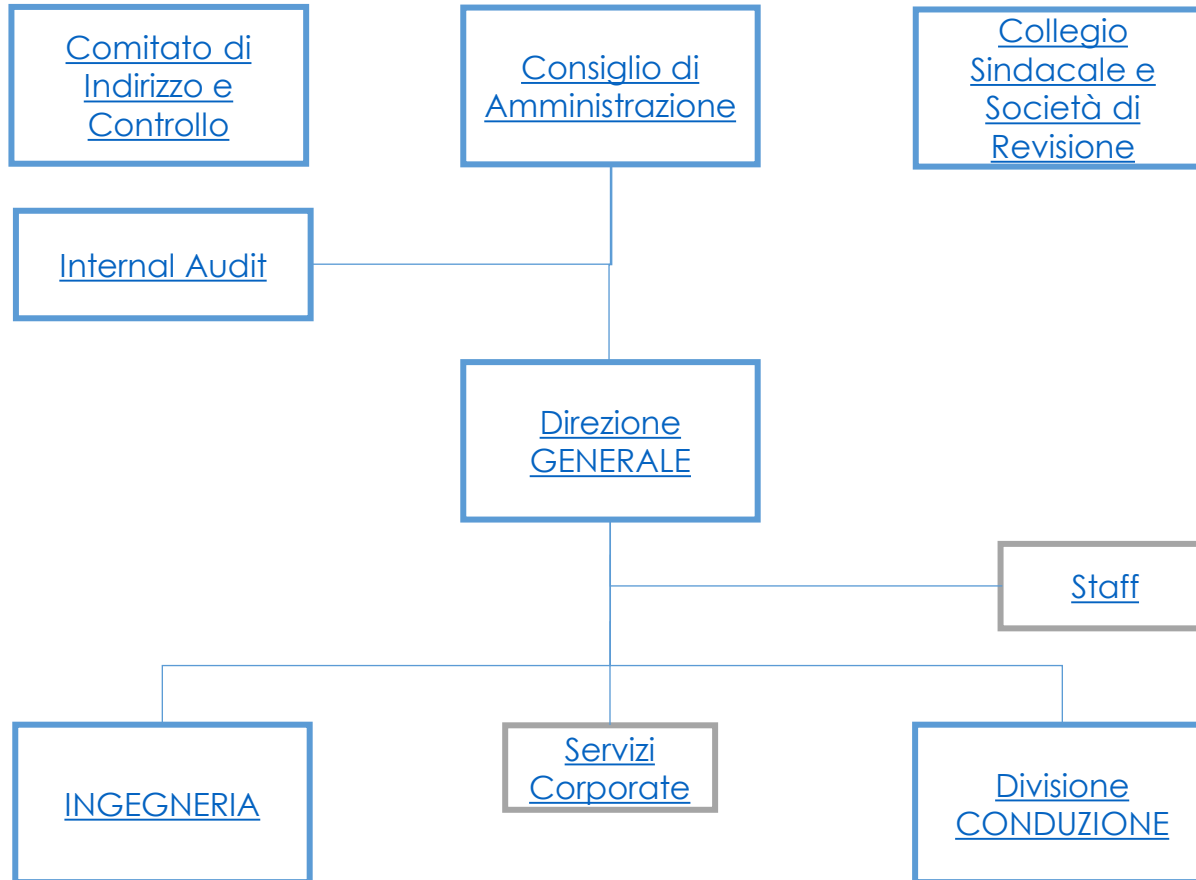 Comitato di
Indirizzo e
Controllo
Consiglio di
Amministrazione
Collegio
Sindacale e
Società di
Revisione
Internal Audit
Direzione
GENERALE
Staff
INGEGNERIA
Servizi
Corporate
Divisione
CONDUZIONE